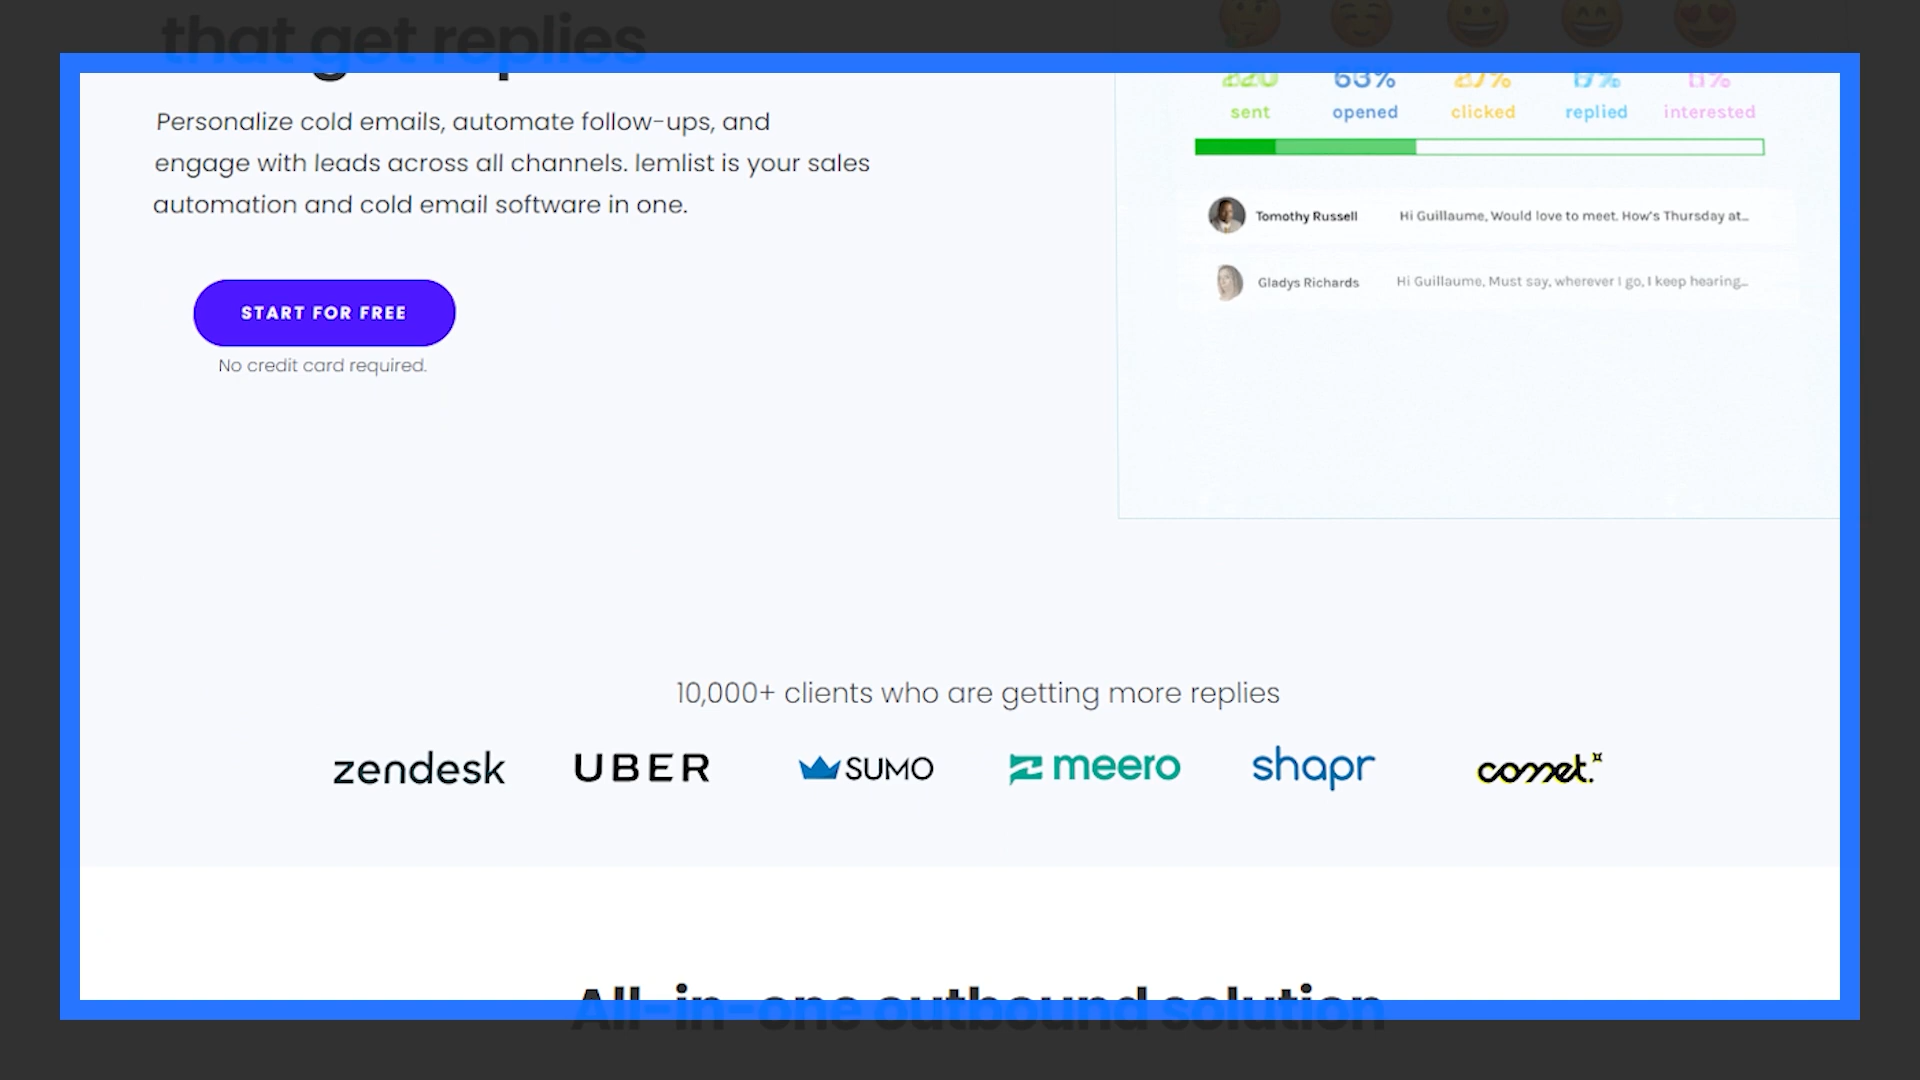 that get replies
Personalize cold emails, automate follow-ups, and
engage with leads across all channels. lemlist is your sales
automation and cold email software in one.
START FOR FREE
No credit card required.
sent opened clicked replied interested
Tomothy Russell Hi Guillaume, Would love to meet. How's Thursday at...
Gladys Richards Hi Guillaume, Must say, wherever I go, I keep hearing...
10,000+ clients who are getting more replies
zendesk UBER SUMO meero shapr comet.
All-in-one outbound solution